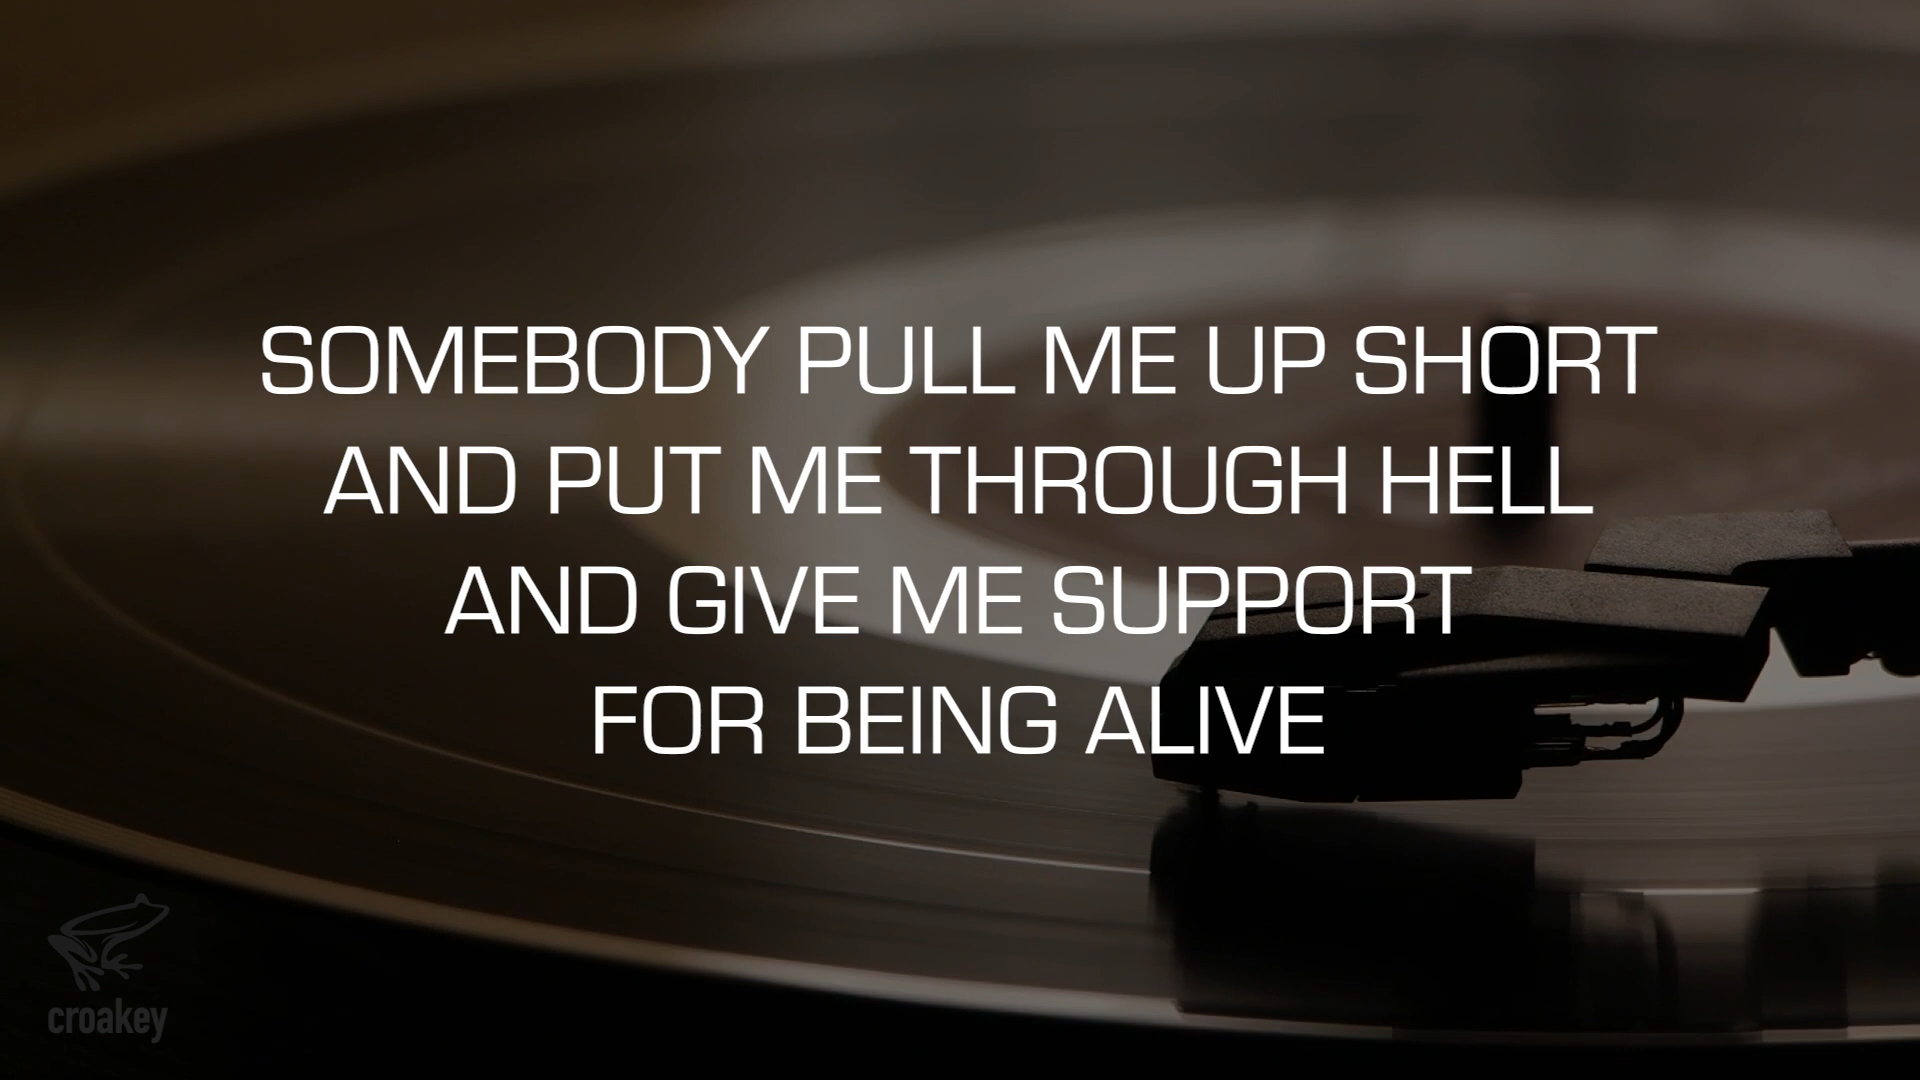 SOMEBODY PULL ME UP SHORT
AND PUT ME THROUGH HELL
AND GIVE ME SUPPORT
FOR BEING ALIVE
croakey